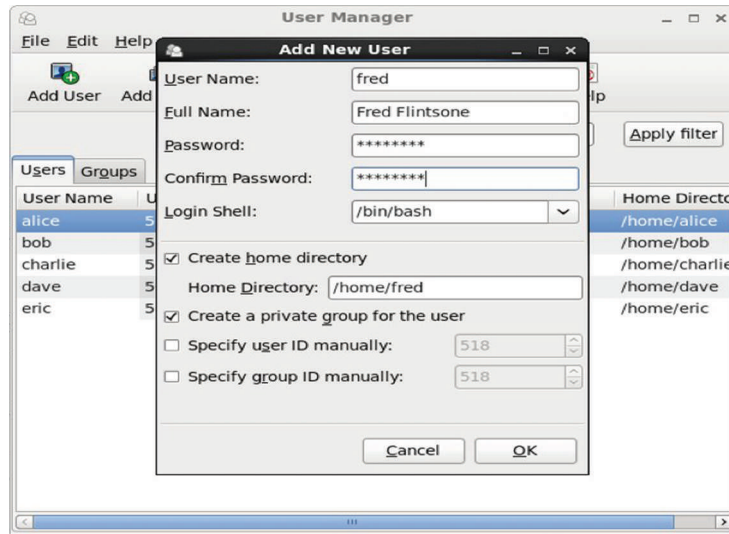 User Manager
File Edit Help
Add User Add lp
Apply filter
Users Groups
User Name U Home Directo
alice 5 /home/alice
bob 5 /home/bob
charlie 5 /home/charlie
dave 5 /home/dave
eric 5 /home/eric
Add New User
User Name: fred
Full Name: Fred Flintsone
Password: ********
Confirm Password: ********
Login Shell: /bin/bash
Create home directory
Home Directory: /home/fred
Create a private group for the user
Specify user ID manually: 518
Specify group ID manually: 518
Cancel OK